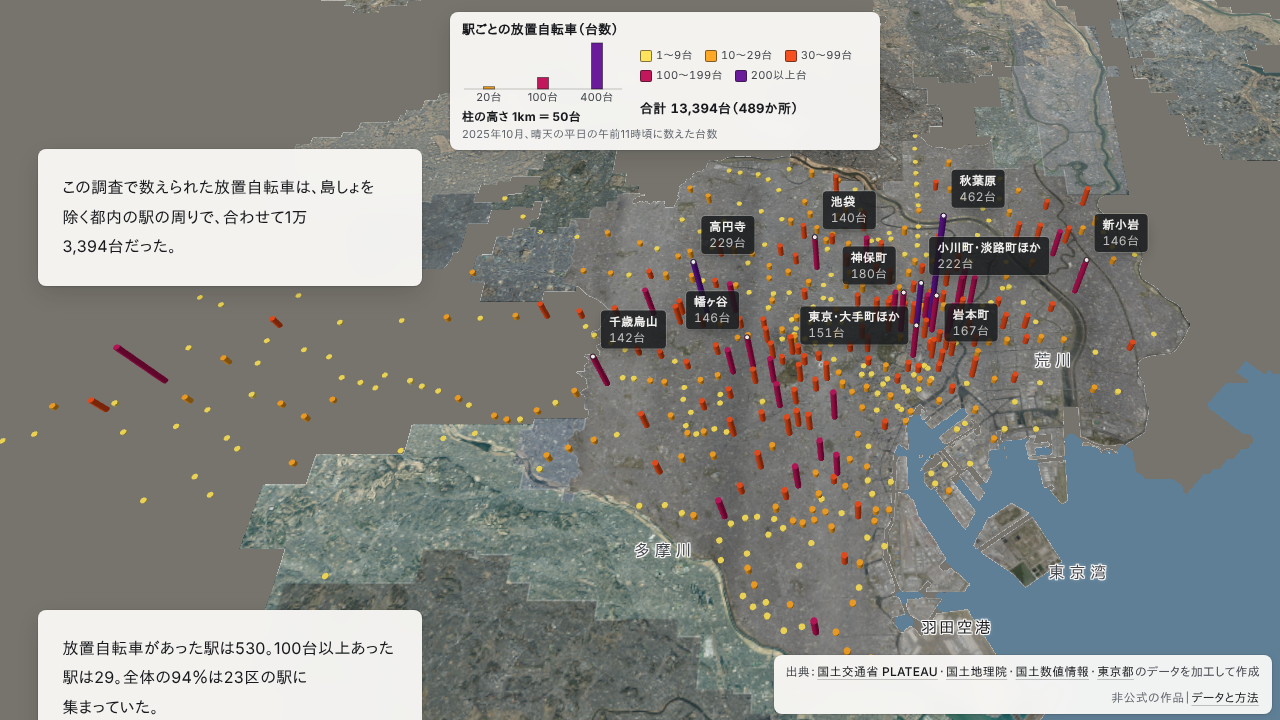 駅ごとの放置自転車（台数）
20台
100台
400台
1〜9台
10〜29台
30〜99台
100〜199台
200以上台
柱の高さ 1km ＝ 50台
合計 13,394台（489か所）
2025年10月、晴天の平日の午前11時頃に数えた台数
この調査で数えられた放置自転車は、島しょを
除く都内の駅の周りで、合わせて1万
3,394台だった。
秋葉原
462台
池袋
140台
新小岩
146台
高円寺
229台
小川町・淡路町ほか
222台
神保町
180台
幡ヶ谷
146台
千歳烏山
142台
東京・大手町ほか
151台
岩本町
167台
荒川
多摩川
東京湾
羽田空港
放置自転車があった駅は530。100台以上あった
駅は29。全体の94％は23区の駅に
集まっていた。
出典：国土交通省 PLATEAU・国土地理院・国土数値情報・東京都のデータを加工して作成
非公式の作品｜データと方法